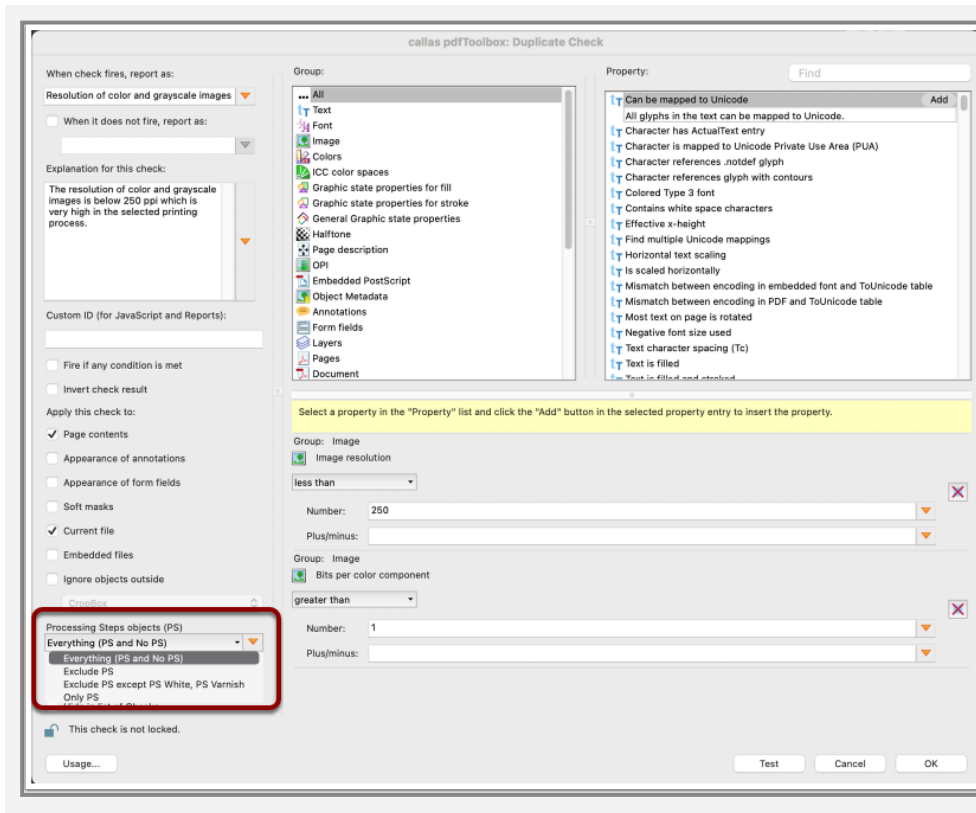 callas pdfToolbox: Duplicate Check
When check fires, report as:
Resolution of color and grayscale images
When it does not fire, report as:
Explanation for this check:
The resolution of color and grayscale
images is below 250 ppi which is
very high in the selected printing
process.
Custom ID (for JavaScript and Reports):
Fire if any condition is met
Invert check result
Apply this check to:
Page contents
Appearance of annotations
Appearance of form fields
Soft masks
Current file
Embedded files
Ignore objects outside
CropBox
Processing Steps objects (PS)
Everything (PS and No PS)
Everything (PS and No PS)
Exclude PS
Exclude PS except PS White, PS Varnish
Only PS
This check is not locked.
Usage...
Group:
... All
Text
Font
Image
Colors
ICC color spaces
Graphic state properties for fill
Graphic state properties for stroke
General Graphic state properties
Halftone
Page description
OPI
Embedded PostScript
Object Metadata
Annotations
Form fields
Layers
Pages
Document
Property:
Find
Can be mapped to Unicode Add
All glyphs in the text can be mapped to Unicode.
Character has ActualText entry
Character is mapped to Unicode Private Use Area (PUA)
Character references .notdef glyph
Character references glyph with contours
Colored Type 3 font
Contains white space characters
Effective x-height
Find multiple Unicode mappings
Horizontal text scaling
Is scaled horizontally
Mismatch between encoding in embedded font and ToUnicode table
Mismatch between encoding in PDF and ToUnicode table
Most text on page is rotated
Negative font size used
Text character spacing (Tc)
Text is filled
Text is filled and stroked
Select a property in the "Property" list and click the "Add" button in the selected property entry to insert the property.
Group: Image
Image resolution
less than
Number: 250
Plus/minus:
Group: Image
Bits per color component
greater than
Number: 1
Plus/minus:
Test
Cancel
OK